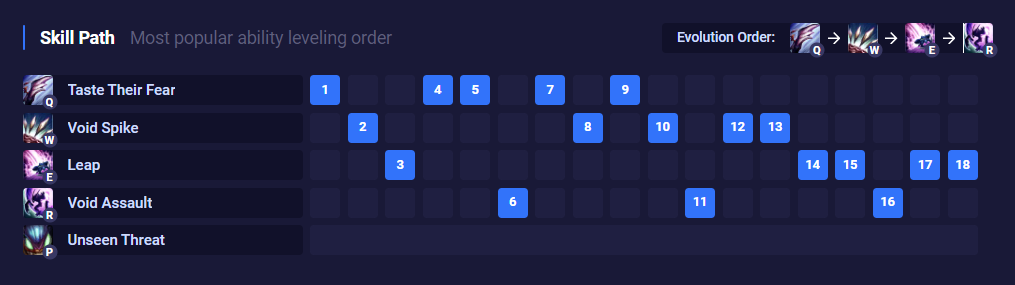 Skill Path Most popular ability leveling order
Evolution Order: Q → W → E → R
Q Taste Their Fear 1 4 5 7 9
W Void Spike 2 8 10 12 13
E Leap 3 14 15 17 18
R Void Assault 6 11 16
P Unseen Threat